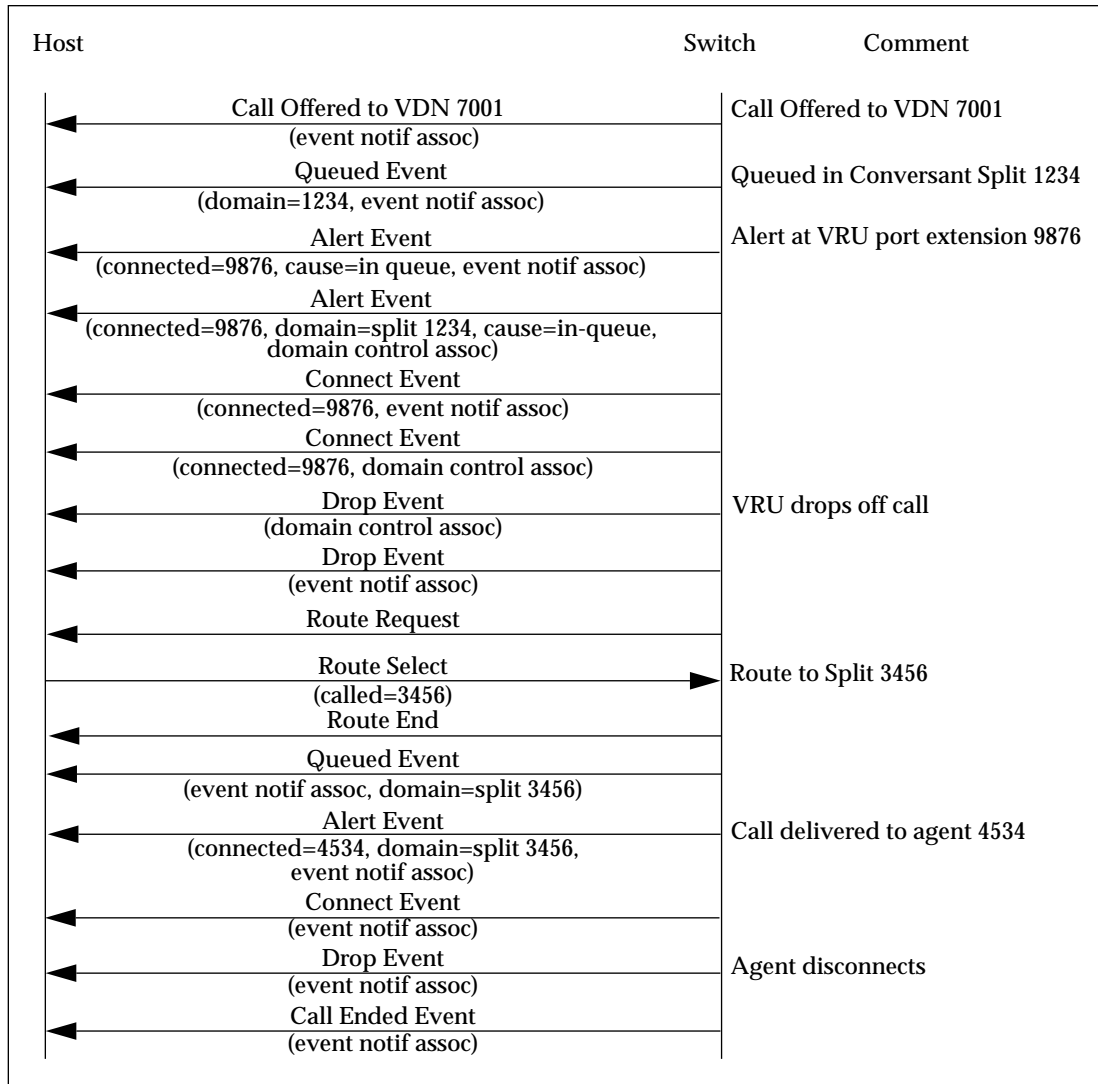 Host Switch Comment
Call Offered to VDN 7001 Call Offered to VDN 7001
(event notif assoc)
Queued Event Queued in Conversant Split 1234
(domain=1234, event notif assoc)
Alert Event Alert at VRU port extension 9876
(connected=9876, cause=in queue, event notif assoc)
Alert Event
(connected=9876, domain=split 1234, cause=in-queue,
domain control assoc)
Connect Event
(connected=9876, event notif assoc)
Connect Event
(connected=9876, domain control assoc)
Drop Event VRU drops off call
(domain control assoc)
Drop Event
(event notif assoc)
Route Request
Route Select Route to Split 3456
(called=3456)
Route End
Queued Event
(event notif assoc, domain=split 3456)
Alert Event Call delivered to agent 4534
(connected=4534, domain=split 3456,
event notif assoc)
Connect Event
(event notif assoc)
Drop Event Agent disconnects
(event notif assoc)
Call Ended Event
(event notif assoc)